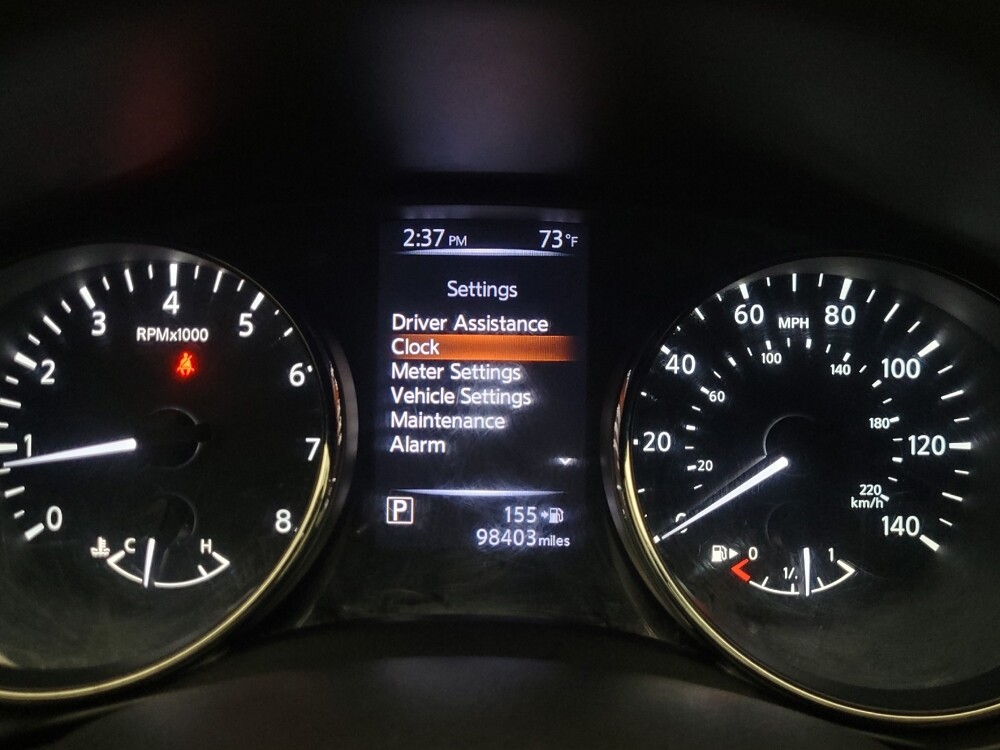 2:37 PM 73°F
Settings
Driver Assistance
Clock
Meter Settings
Vehicle Settings
Maintenance
Alarm
P
155
98403 miles
0
1
2
3
4
5
6
7
8
RPMx1000
C H
0
20
40
60
80
100
120
140
MPH
20
60
100
140
180
220
km/h
0 1/ 1